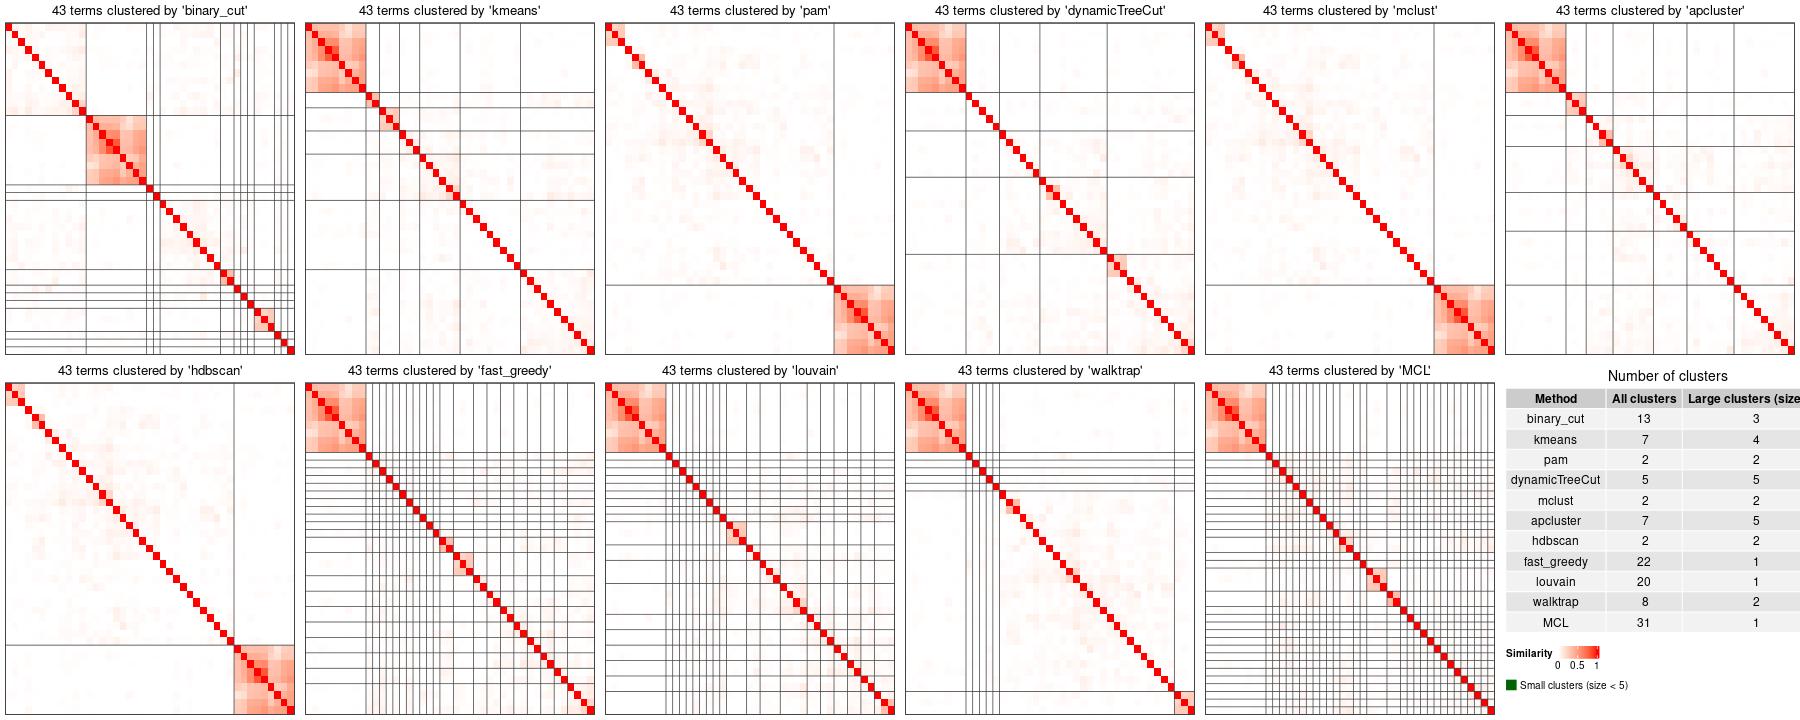 43 terms clustered by 'binary_cut'
43 terms clustered by 'kmeans'
43 terms clustered by 'pam'
43 terms clustered by 'dynamicTreeCut'
43 terms clustered by 'mclust'
43 terms clustered by 'apcluster'
43 terms clustered by 'hdbscan'
43 terms clustered by 'fast_greedy'
43 terms clustered by 'louvain'
43 terms clustered by 'walktrap'
43 terms clustered by 'MCL'
Number of clusters
Method All clusters Large clusters (size
binary_cut 13 3
kmeans 7 4
pam 2 2
dynamicTreeCut 5 5
mclust 2 2
apcluster 7 5
hdbscan 2 2
fast_greedy 22 1
louvain 20 1
walktrap 8 2
MCL 31 1
Similarity
0 0.5 1
Small clusters (size < 5)